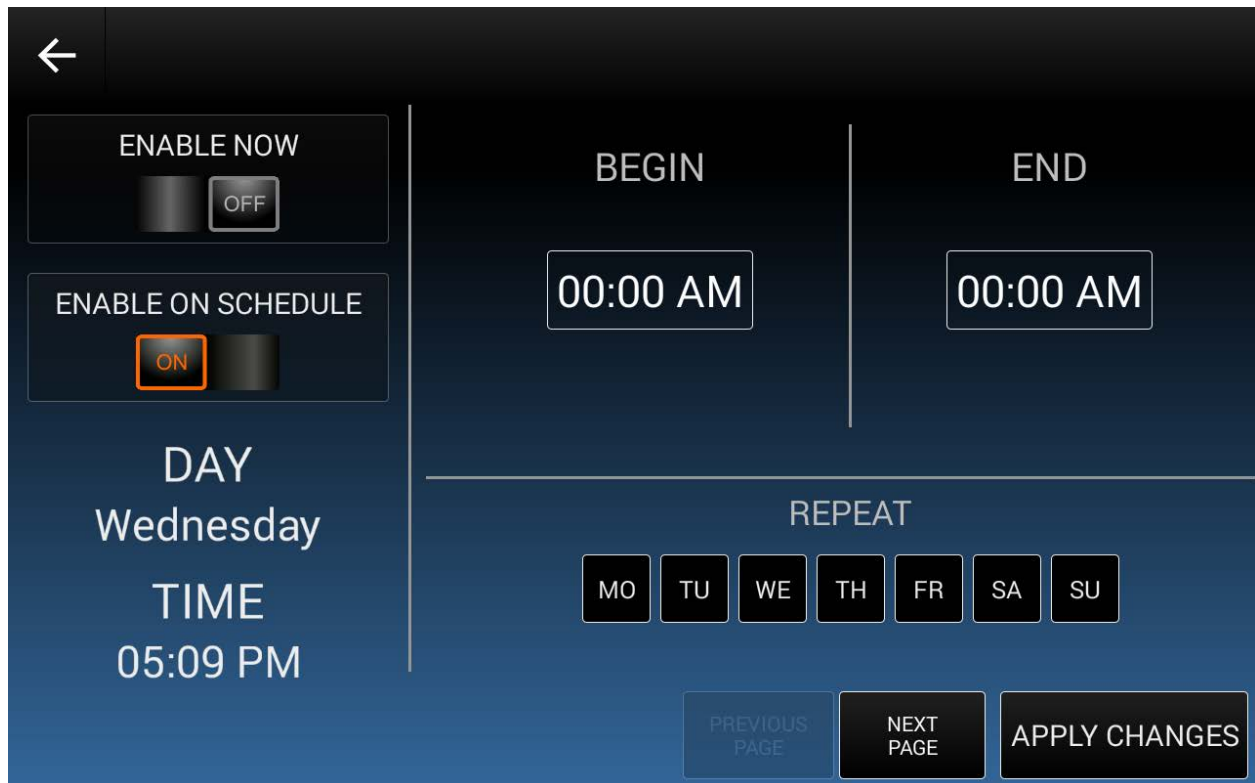 ENABLE NOW
OFF
ENABLE ON SCHEDULE
ON
DAY
Wednesday
TIME
05:09 PM
BEGIN
00:00 AM
END
00:00 AM
REPEAT
MO TU WE TH FR SA SU
PREVIOUS
PAGE
NEXT
PAGE
APPLY CHANGES